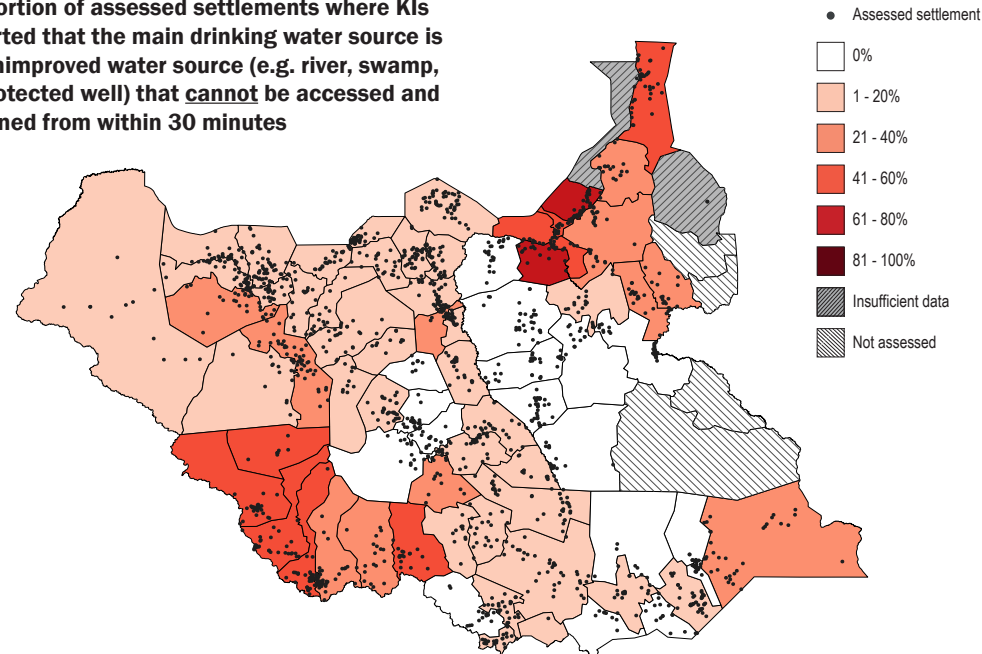 ortion of assessed settlements where KIs
rted that the main drinking water source is
nimproved water source (e.g. river, swamp,
otected well) that cannot be accessed and
ned from within 30 minutes
Assessed settlement
0%
1 - 20%
21 - 40%
41 - 60%
61 - 80%
81 - 100%
Insufficient data
Not assessed